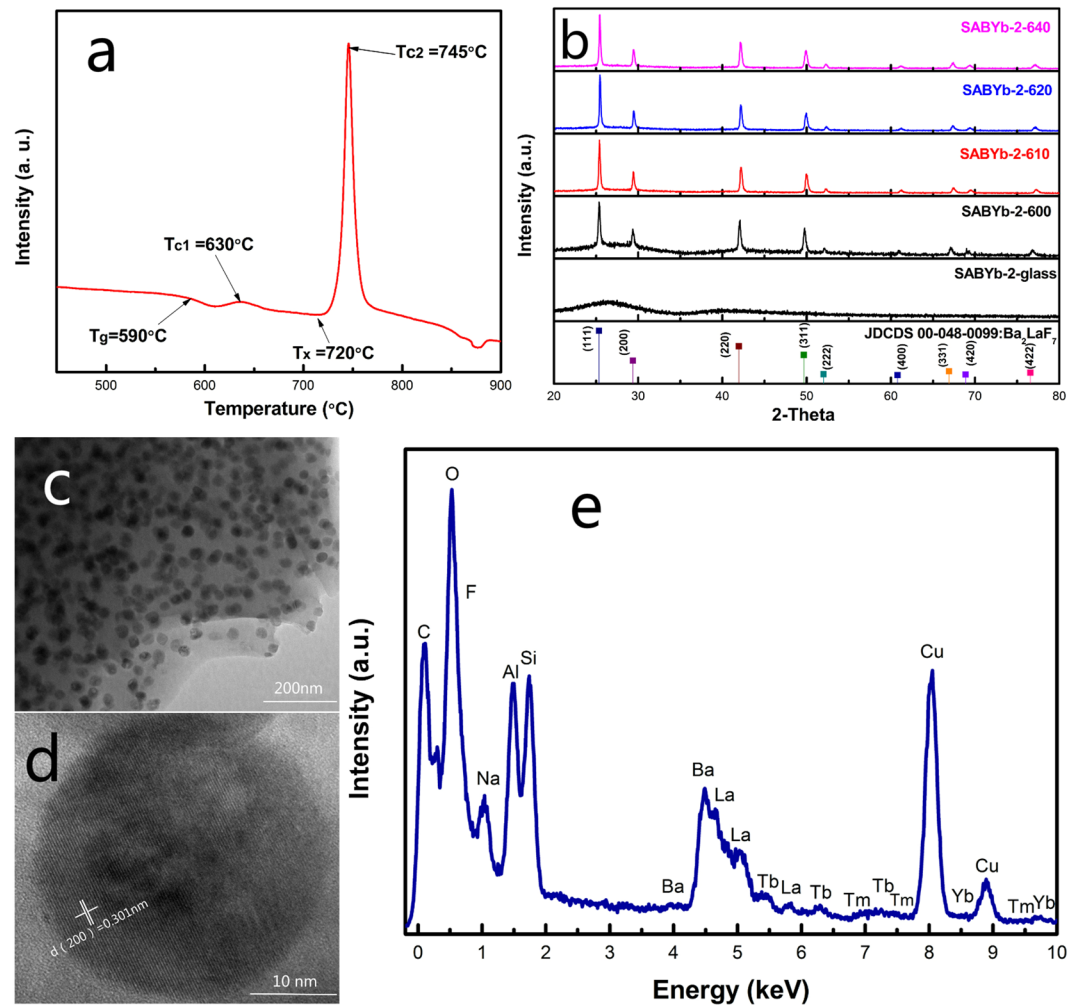 a
Tc2 =745°C
Tc1 =630°C
Tg=590°C
Tx =720°C
Intensity (a. u.)
500
600
700
800
900
Temperature (°C)
b
SABYb-2-640
SABYb-2-620
SABYb-2-610
SABYb-2-600
SABYb-2-glass
JDCDS 00-048-0099:Ba2LaF7
(111)
(200)
(220)
(311)
(222)
(400)
(331)
(420)
(422)
Intensity (a.u.)
20
30
40
50
60
70
80
2-Theta
c
200nm
d
d ( 200 ) =0.301nm
10 nm
e
O
F
C
Na
Al
Si
Ba
Ba
La
La
Tb
La
Tb
Tm
Tb
Tm
Cu
Yb
Cu
Tm
Yb
Intensity (a.u.)
0
1
2
3
4
5
6
7
8
9
10
Energy (keV)